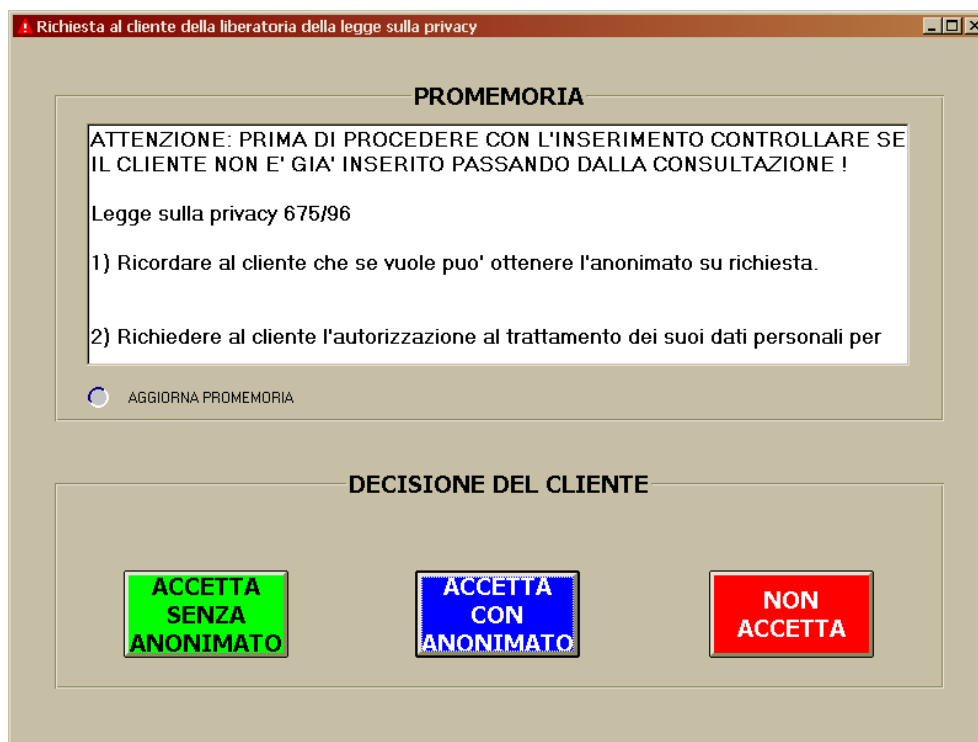 Richiesta al cliente della liberatoria della legge sulla privacy
PROMEMORIA
ATTENZIONE: PRIMA DI PROCEDERE CON L'INSERIMENTO CONTROLLARE SE
IL CLIENTE NON E' GIA' INSERITO PASSANDO DALLA CONSULTAZIONE !
Legge sulla privacy 675/96
1) Ricordare al cliente che se vuole puo' ottenere l'anonimato su richiesta.
2) Richiedere al cliente l'autorizzazione al trattamento dei suoi dati personali per
AGGIORNA PROMEMORIA
DECISIONE DEL CLIENTE
ACCETTA
SENZA
ANONIMATO
ACCETTA
CON
ANONIMATO
NON
ACCETTA